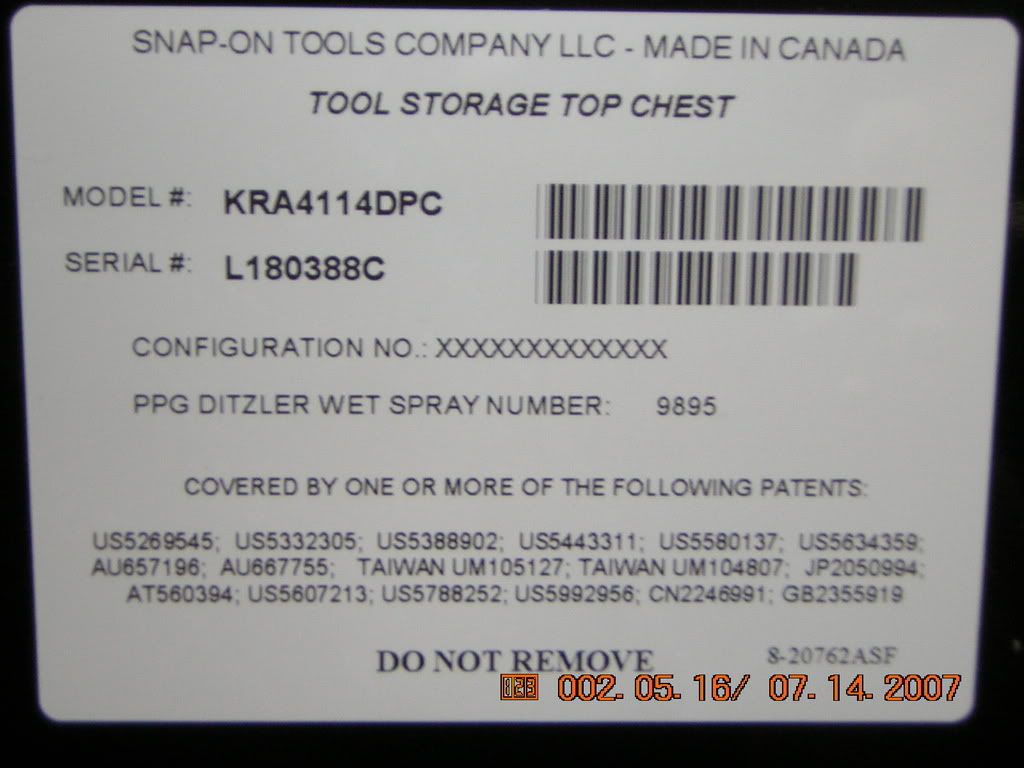 SNAP-ON TOOLS COMPANY LLC - MADE IN CANADA
TOOL STORAGE TOP CHEST
MODEL #: KRA4114DPC
SERIAL #: L180388C
CONFIGURATION NO.: XXXXXXXXXXXXX
PPG DITZLER WET SPRAY NUMBER: 9895
COVERED BY ONE OR MORE OF THE FOLLOWING PATENTS:
US5269545; US5332305; US5388902; US5443311; US5580137; US5634359;
AU657196; AU667755; TAIWAN UM105127; TAIWAN UM104807; JP2050994;
AT560394; US5607213; US5788252; US5992956; CN2246991; GB2355919
DO NOT REMOVE 8-20762ASF
123 002.05.16/ 07.14.2007